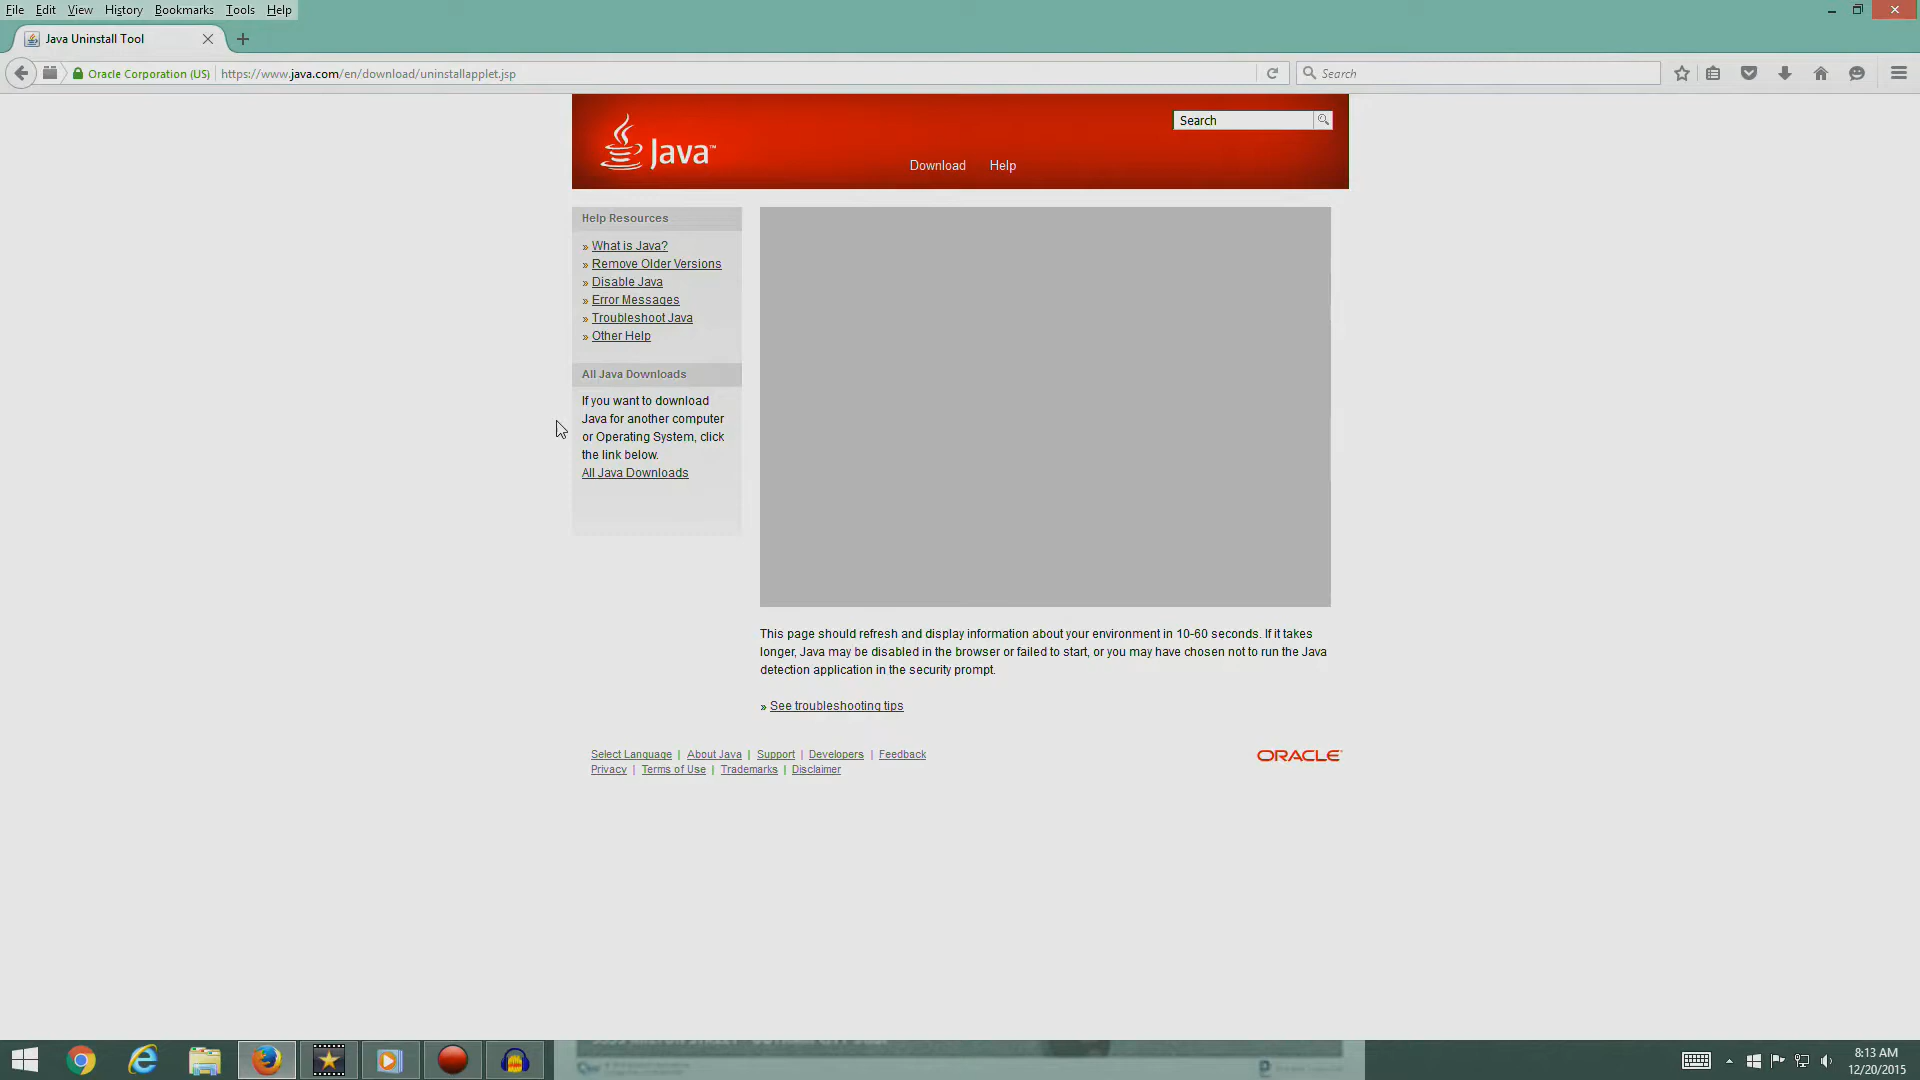 File Edit View History Bookmarks Tools Help
Java Uninstall Tool
Oracle Corporation (US) https://www.java.com/en/download/uninstallapplet.jsp
Search
Java™
Search
Download Help
Help Resources
» What is Java?
» Remove Older Versions
» Disable Java
» Error Messages
» Troubleshoot Java
» Other Help
All Java Downloads
If you want to download
Java for another computer
or Operating System, click
the link below.
All Java Downloads
This page should refresh and display information about your environment in 10-60 seconds. If it takes
longer, Java may be disabled in the browser or failed to start, or you may have chosen not to run the Java
detection application in the security prompt.
» See troubleshooting tips
Select Language | About Java | Support | Developers | Feedback
Privacy | Terms of Use | Trademarks | Disclaimer
ORACLE
8:13 AM
12/20/2015